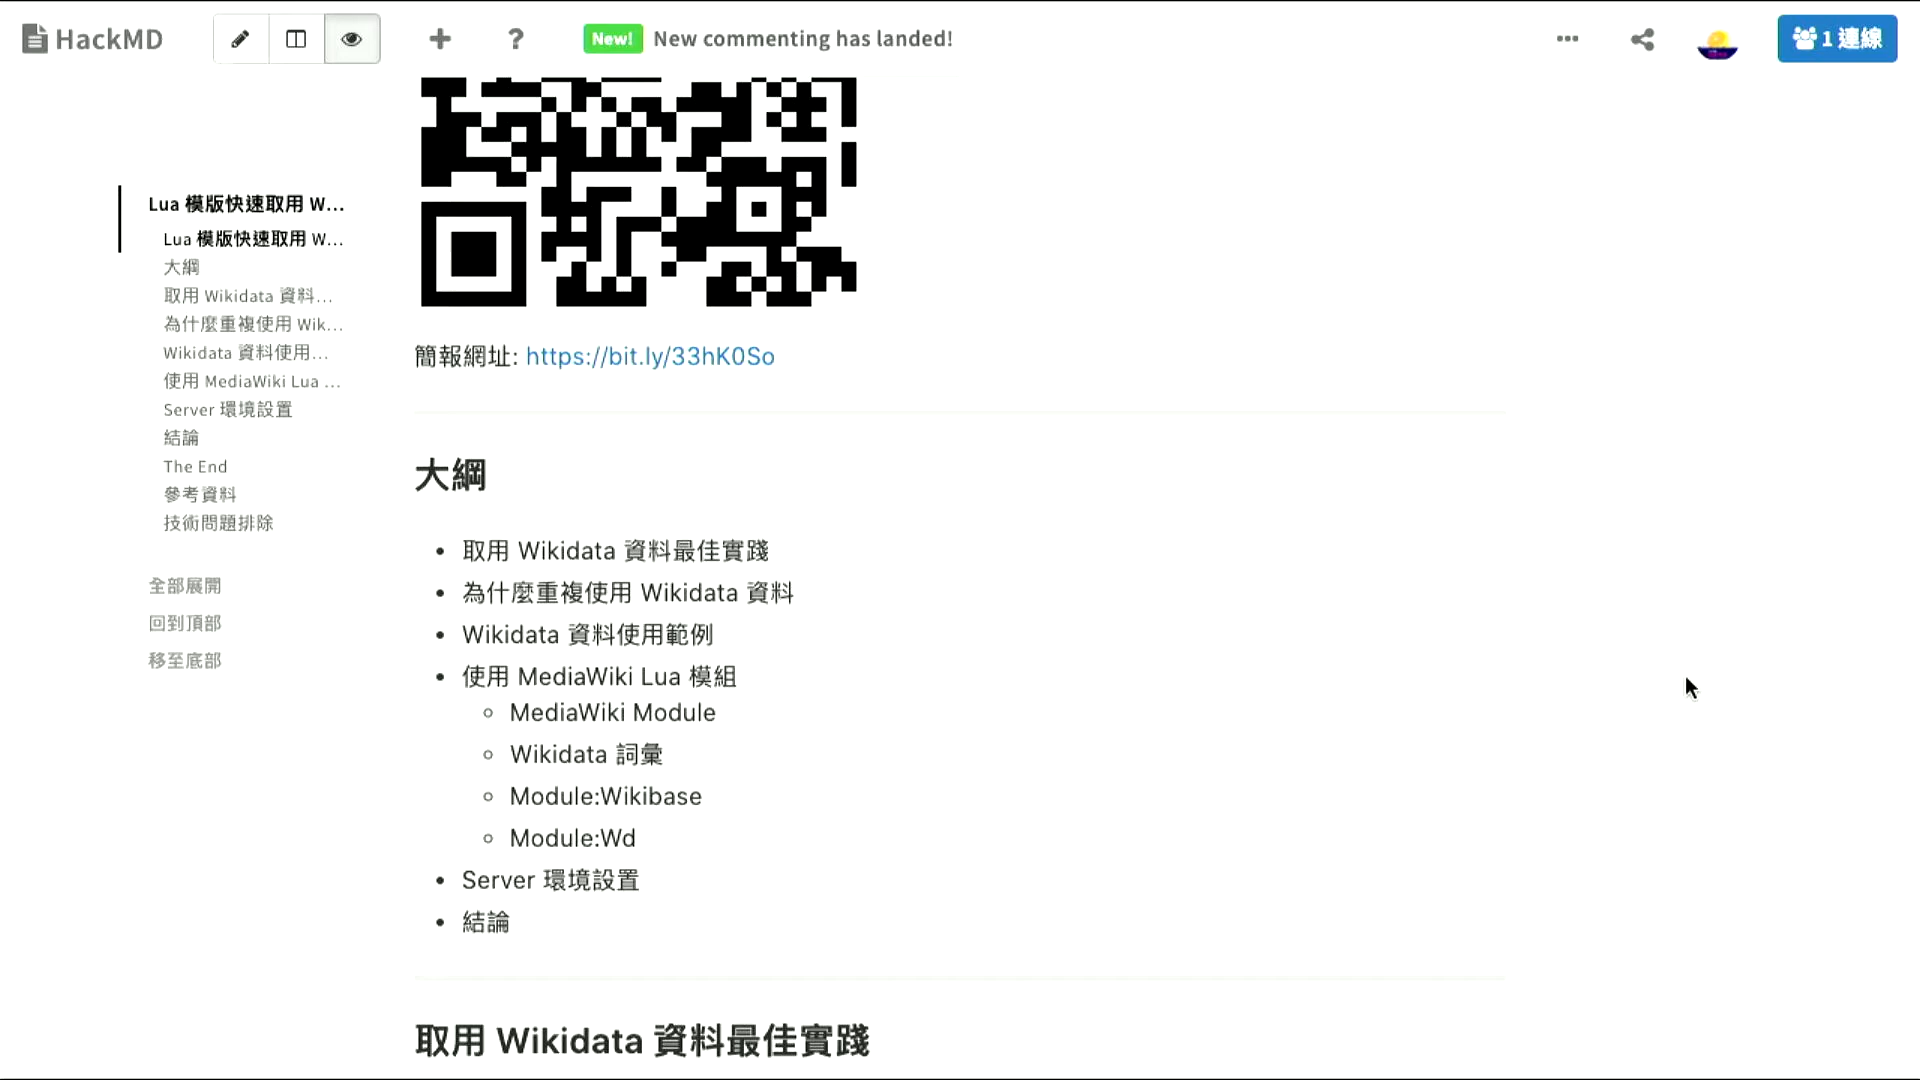 HackMD
New! New commenting has landed!
1 連線
Lua 模版快速取用 W...
Lua 模版快速取用 W...
大綱
取用 Wikidata 資料...
為什麼重複使用 Wik...
Wikidata 資料使用...
使用 MediaWiki Lua ...
Server 環境設置
結論
The End
參考資料
技術問題排除
全部展開
回到頂部
移至底部
簡報網址: https://bit.ly/33hK0So
大綱
• 取用 Wikidata 資料最佳實踐
• 為什麼重複使用 Wikidata 資料
• Wikidata 資料使用範例
• 使用 MediaWiki Lua 模組
◦ MediaWiki Module
◦ Wikidata 詞彙
◦ Module:Wikibase
◦ Module:Wd
• Server 環境設置
• 結論
取用 Wikidata 資料最佳實踐